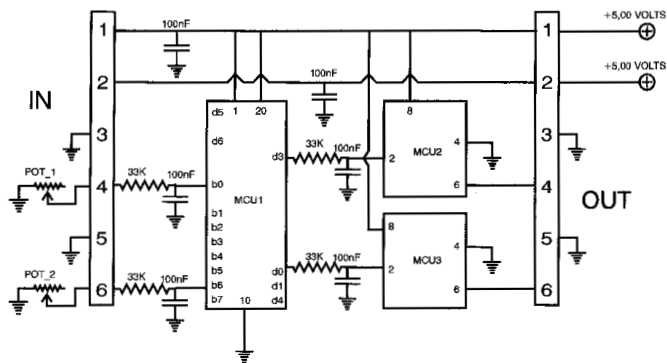 +5,00 VOLTS
100nF
1
1
2
100nF
+5,00 VOLTS
2
IN
d5
1
20
8
3
d6
d3
33K
100nF
2
MCU2
4
3
POT_1
4
33K
100nF
b0
6
4
MCU1
b1
b2
b3
b4
b5
b6
b7
OUT
8
5
33K
100nF
d0
d1
d4
2
MCU3
4
5
POT_2
6
33K
100nF
10
6
6